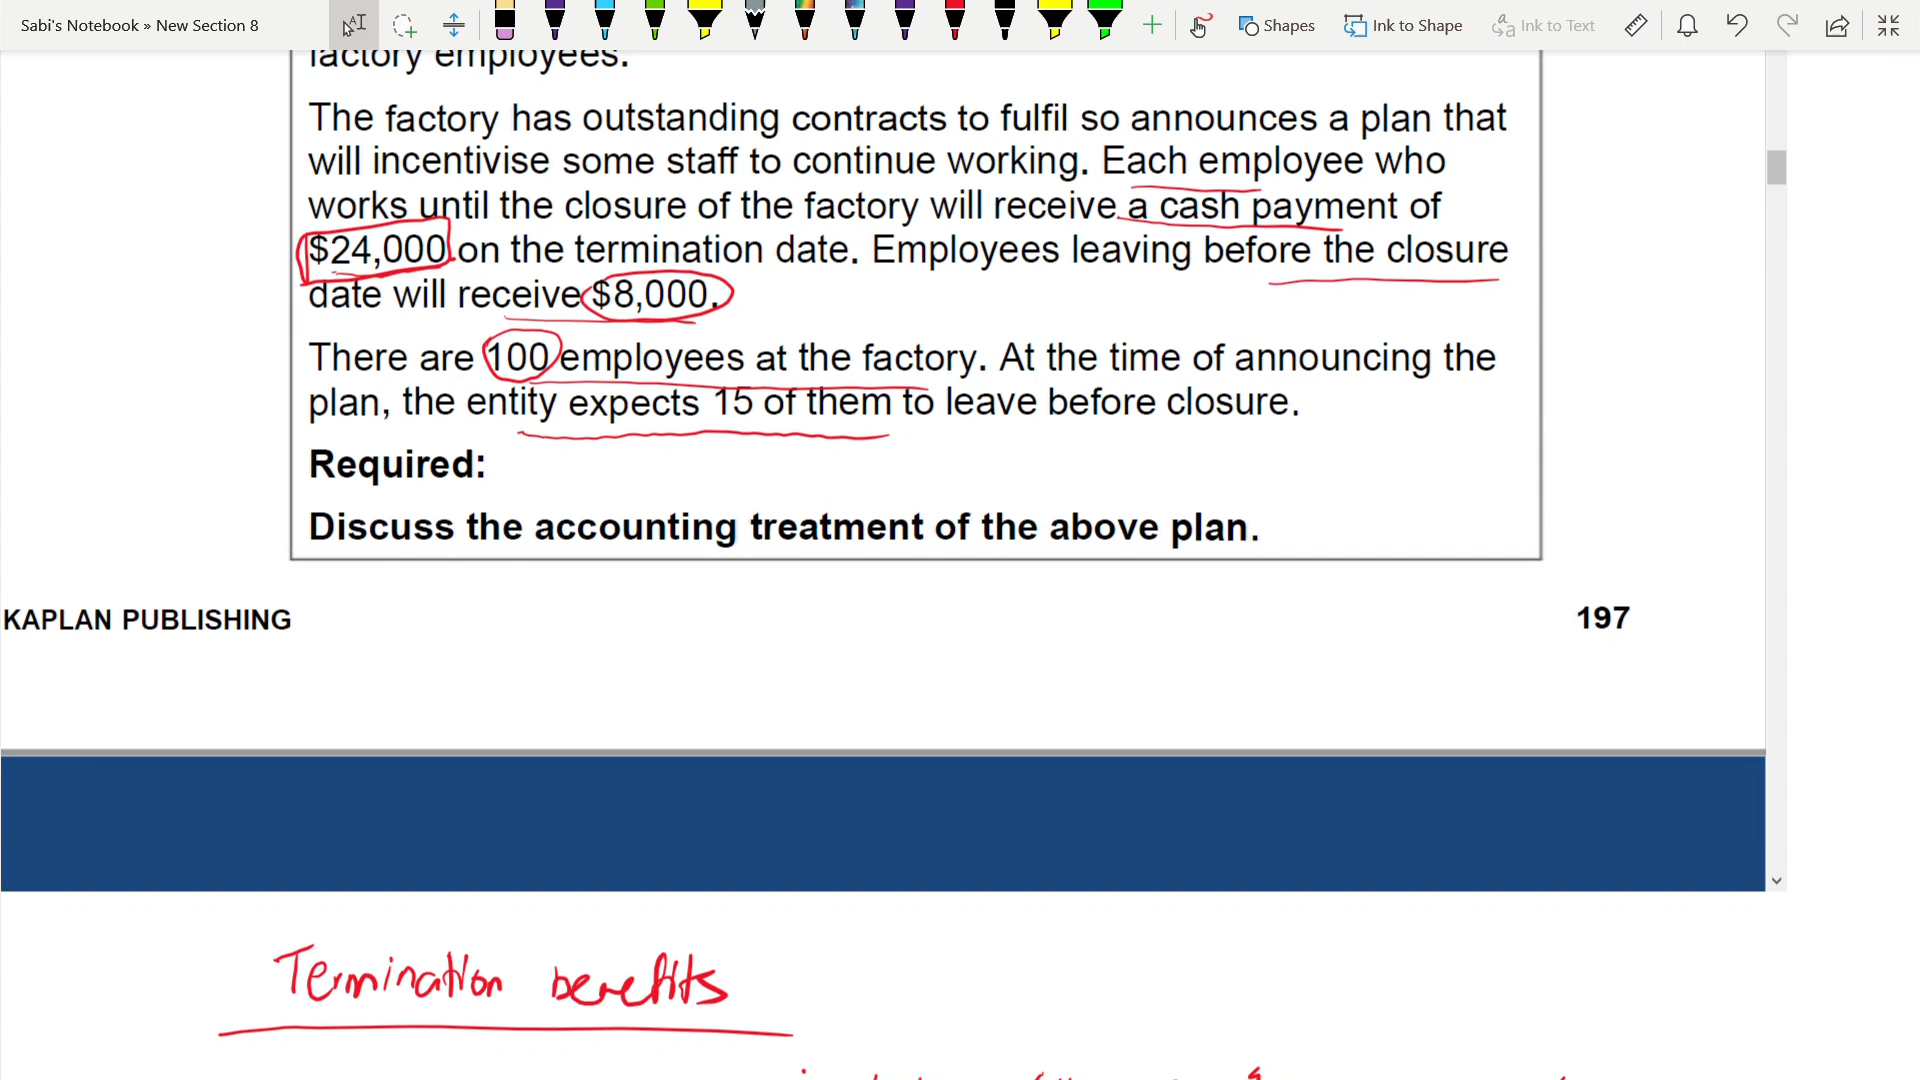 Sabi's Notebook » New Section 8
Shapes
Ink to Shape
Ink to Text
factory employees.
The factory has outstanding contracts to fulfil so announces a plan that
will incentivise some staff to continue working. Each employee who
works until the closure of the factory will receive a cash payment of
$24,000 on the termination date. Employees leaving before the closure
date will receive $8,000.
There are 100 employees at the factory. At the time of announcing the
plan, the entity expects 15 of them to leave before closure.
Required:
Discuss the accounting treatment of the above plan.
KAPLAN PUBLISHING
197
Termination benefits